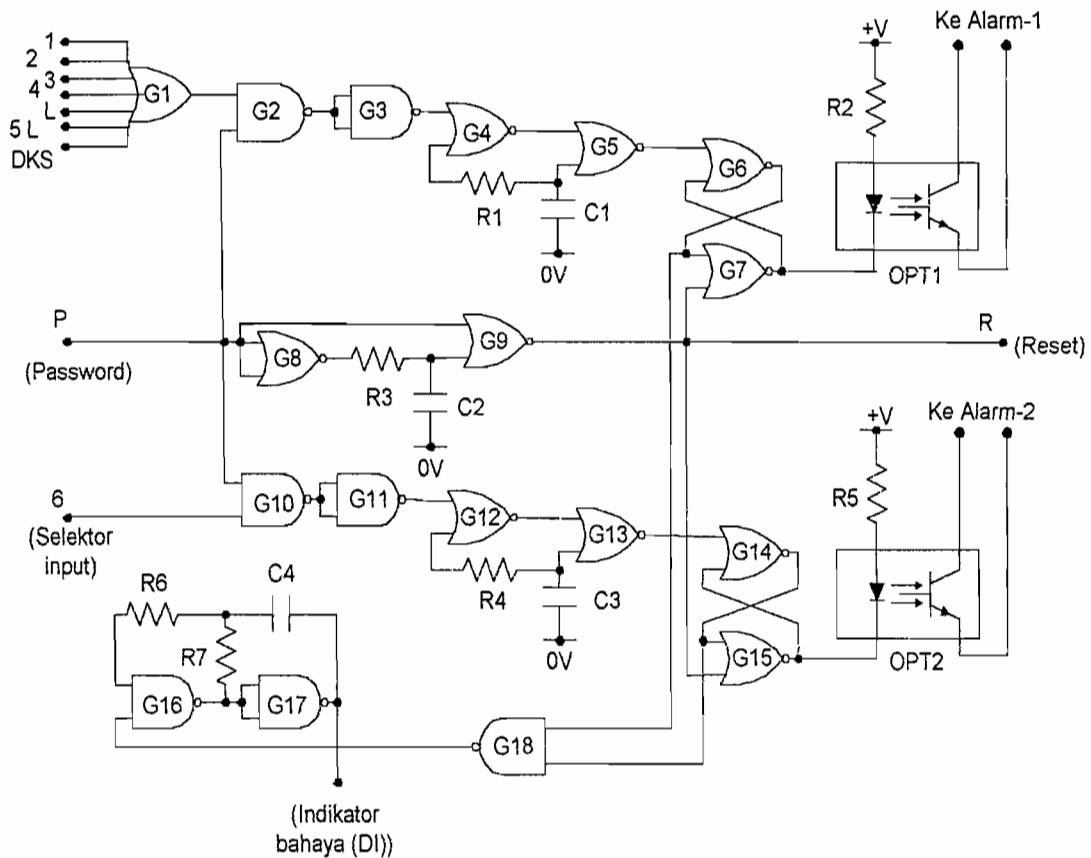 1
2
3
4
L
5 L
DKS
G1
G2
G3
G4
R1
C1
0V
G5
G6
G7
+V
R2
Ke Alarm-1
OPT1
P
(Password)
G8
R3
C2
0V
G9
R
(Reset)
6
(Selektor
input)
G10
G11
G12
R4
C3
0V
G13
G14
G15
+V
R5
Ke Alarm-2
OPT2
R6
C4
R7
G16
G17
G18
(Indikator
bahaya (DI))